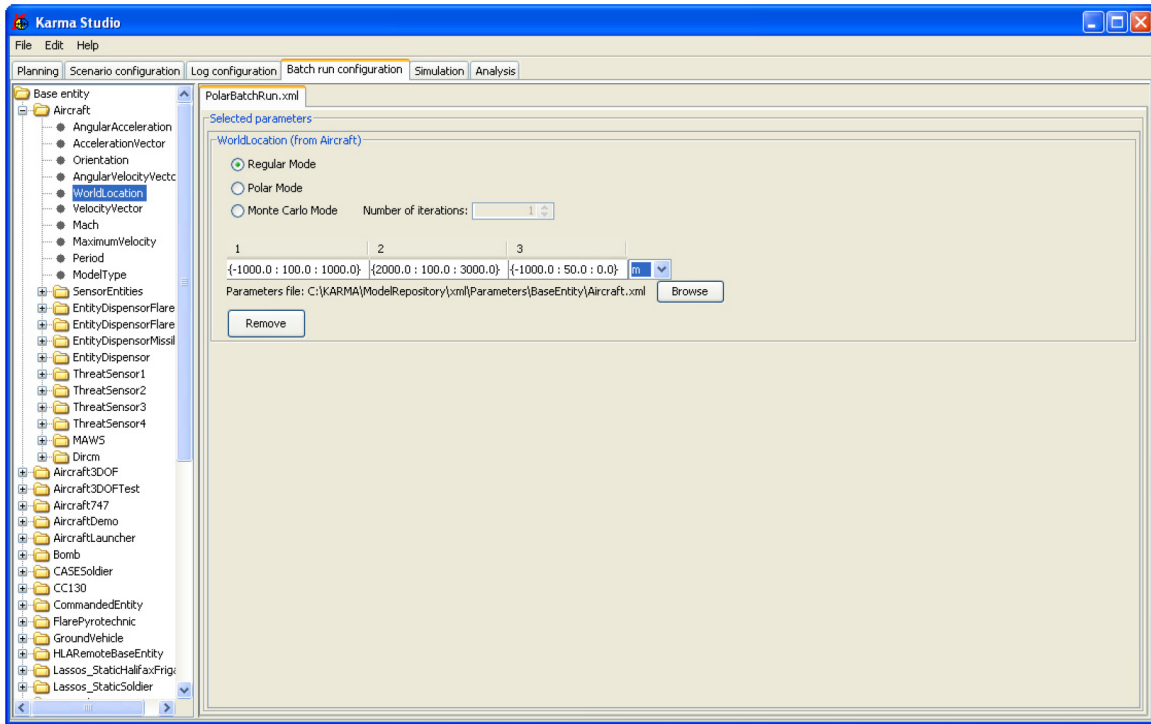 Karma Studio
File Edit Help
Planning Scenario configuration Log configuration Batch run configuration Simulation Analysis
Base entity
Aircraft
AngularAcceleration
AccelerationVector
Orientation
AngularVelocityVectc
WorldLocation
VelocityVector
Mach
MaximumVelocity
Period
ModelType
SensorEntities
EntityDispensorFlare
EntityDispensorFlare
EntityDispensorMissil
EntityDispensor
ThreatSensor1
ThreatSensor2
ThreatSensor3
ThreatSensor4
MAWS
Dircm
Aircraft3DOF
Aircraft3DOFTest
Aircraft747
AircraftDemo
AircraftLauncher
Bomb
CASESoldier
CC130
CommandedEntity
FlarePyrotechnic
GroundVehicle
HLARemoteBaseEntity
Lassos_StaticHalifaxFriga
Lassos_StaticSoldier
PolarBatchRun.xml
Selected parameters
WorldLocation (from Aircraft)
Regular Mode
Polar Mode
Monte Carlo Mode Number of iterations: 1
1 2 3
{-1000.0 : 100.0 : 1000.0} {2000.0 : 100.0 : 3000.0} {-1000.0 : 50.0 : 0.0} m
Parameters file: C:\KARMA\ModelRepository\xml\Parameters\BaseEntity\Aircraft.xml Browse
Remove